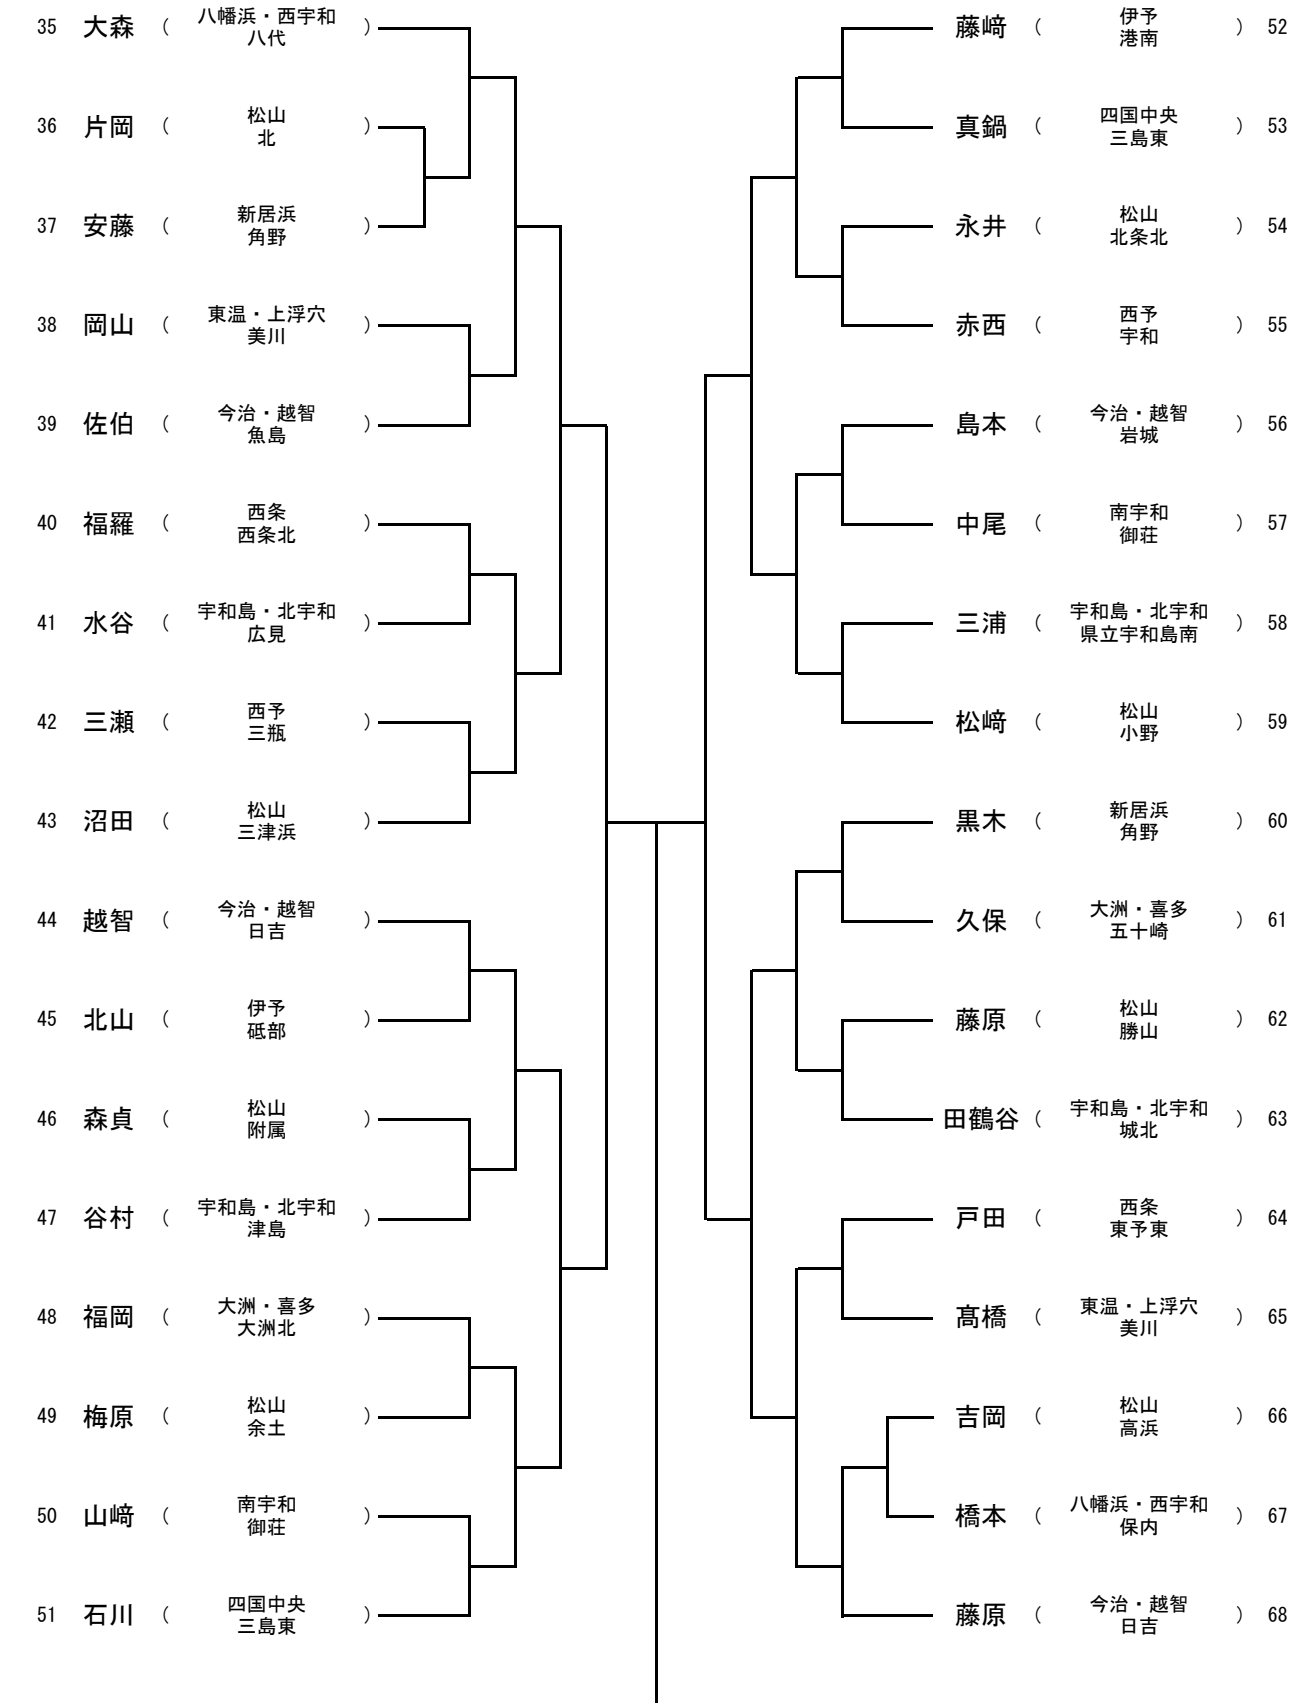 35 大森 ( 八幡浜・西宇和 )
八代
36 片岡 ( 松山 )
北
37 安藤 ( 新居浜 )
角野
38 岡山 ( 東温・上浮穴 )
美川
39 佐伯 ( 今治・越智 )
魚島
40 福羅 ( 西条 )
西条北
41 水谷 ( 宇和島・北宇和 )
広見
42 三瀬 ( 西予 )
三瓶
43 沼田 ( 松山 )
三津浜
44 越智 ( 今治・越智 )
日吉
45 北山 ( 伊予 )
砥部
46 森貞 ( 松山 )
附属
47 谷村 ( 宇和島・北宇和 )
津島
48 福岡 ( 大洲・喜多 )
大洲北
49 梅原 ( 松山 )
余土
50 山﨑 ( 南宇和 )
御荘
51 石川 ( 四国中央 )
三島東
藤﨑 ( 伊予 ) 52
港南
真鍋 ( 四国中央 ) 53
三島東
永井 ( 松山 ) 54
北条北
赤西 ( 西予 ) 55
宇和
島本 ( 今治・越智 ) 56
岩城
中尾 ( 南宇和 ) 57
御荘
三浦 ( 宇和島・北宇和 ) 58
県立宇和島南
松﨑 ( 松山 ) 59
小野
黒木 ( 新居浜 ) 60
角野
久保 ( 大洲・喜多 ) 61
五十崎
藤原 ( 松山 ) 62
勝山
田鶴谷 ( 宇和島・北宇和 ) 63
城北
戸田 ( 西条 ) 64
東予東
髙橋 ( 東温・上浮穴 ) 65
美川
吉岡 ( 松山 ) 66
高浜
橋本 ( 八幡浜・西宇和 ) 67
保内
藤原 ( 今治・越智 ) 68
日吉